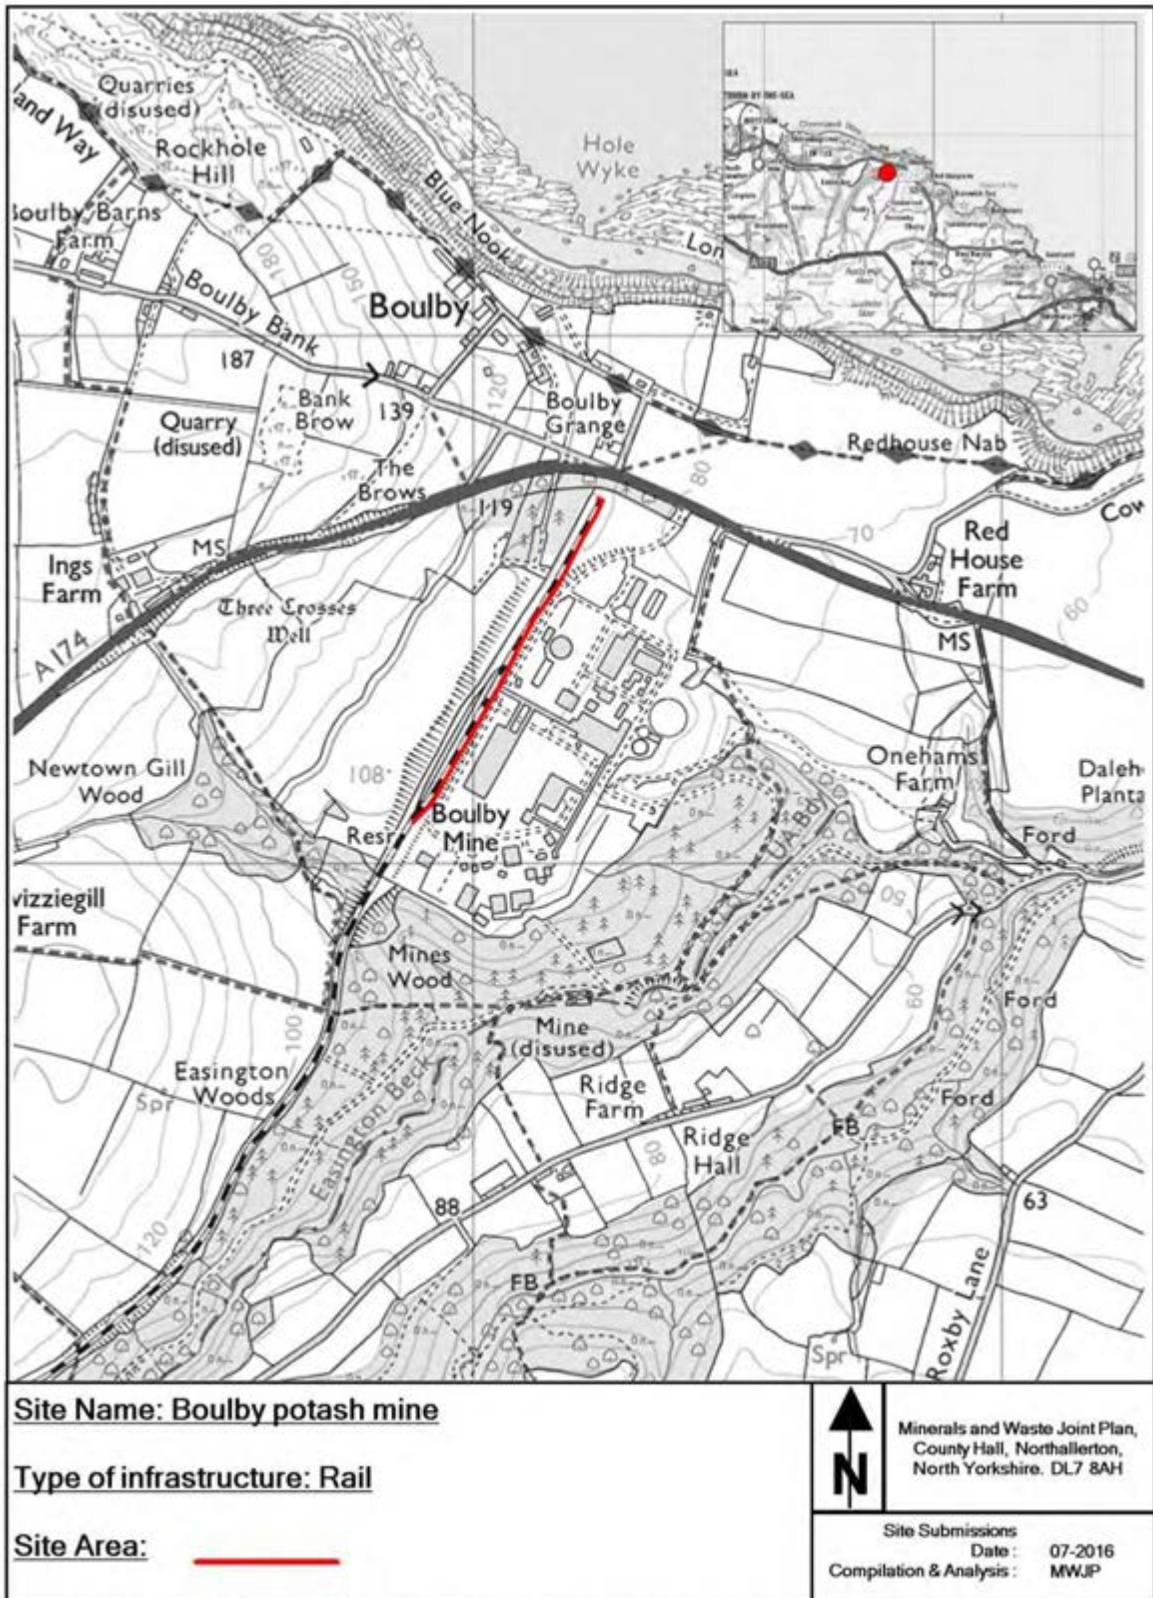 Quarries
(disused)
land Way
Rockhole
Hill
Hole
Wyke
Boulby Barns
Farm
Blue Nook
180
150
Boulby
Boulby Bank
187
120
Bank
Brow
139
Boulby
Grange
Quarry
(disused)
Redhouse Nab
The
Brows
80
119
Cow
70
Red
House
Farm
MS
Ings
Farm
Three Crosses
Well
60
MS
A 174
Onehams
Farm
Newtown Gill
Wood
108
Boulby
Mine
Resr
UA Bdy
Ford
50
Farm
Mines
Wood
60
Ford
100
Mine
(disused)
Easington
Woods
Spr
Ridge
Farm
Easington Beck
Ford
FB
Ridge
Hall
80
88
63
120
FB
Roxby Lane
Spr
Site Name: Boulby potash mine
Type of infrastructure: Rail
Site Area:
N
Minerals and Waste Joint Plan,
County Hall, Northallerton,
North Yorkshire. DL7 8AH
Site Submissions
Date : 07-2016
Compilation & Analysis : MWJP